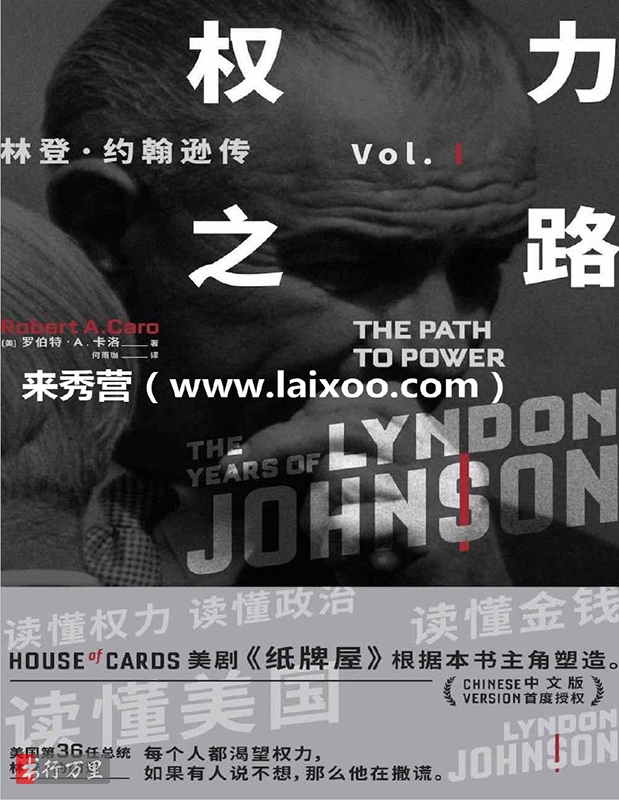 权力
林登·约翰逊传
Vol. I
之路
Robert A.Caro
[美] 罗伯特·A.卡洛 著
何雨珈 译
THE PATH
TO POWER
来秀营（www.laixoo.com）
THE
YEARS OF
LYNDON
JOHNSON
读懂权力 读懂政治 读懂金钱
HOUSE of CARDS 美剧《纸牌屋》根据本书主角塑造。
CHINESE中文版
VERSION首度授权
读懂美国
LYNDON
JOHNSON
美国第36任总统
林
书行万里
每个人都渴望权力，
如果有人说不想，那么他在撒谎。